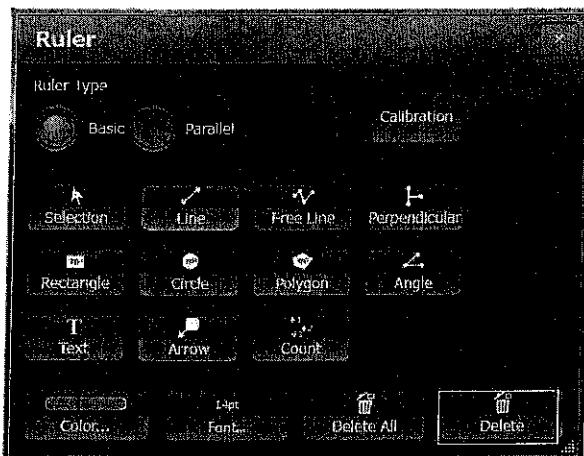 Ruler
Ruler Type
Basic Parallel Calibration
Selection Line Free Line Perpendicular
Rectangle Circle Polygon Angle
T
Text Arrow Count
14pt
Color... Font... Delete All Delete